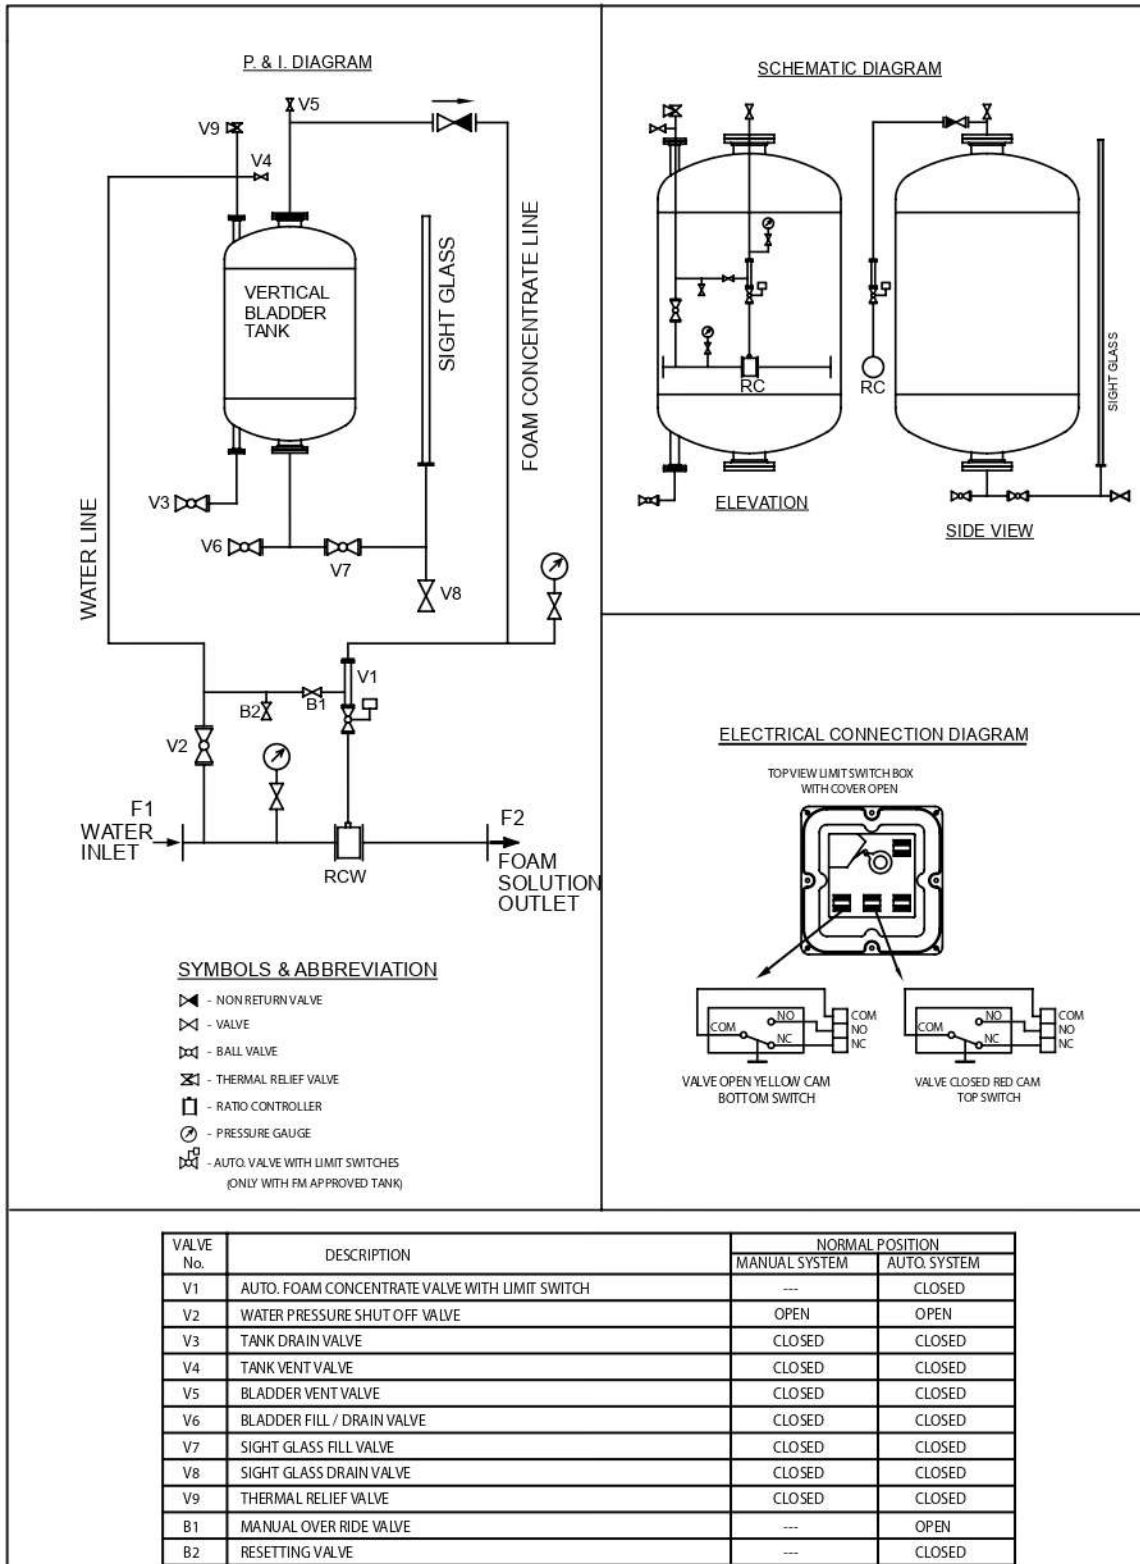 P. & I. DIAGRAM
V5
V9
V4
VERTICAL
BLADDER
TANK
SIGHT GLASS
FOAM CONCENTRATE LINE
WATER LINE
V3
V6
V7
V8
V1
B2
B1
V2
F1
WATER
INLET
RCW
F2
FOAM
SOLUTION
OUTLET
SYMBOLS & ABBREVIATION
- NON RETURN VALVE
- VALVE
- BALL VALVE
- THERMAL RELIEF VALVE
- RATIO CONTROLLER
- PRESSURE GAUGE
- AUTO. VALVE WITH LIMIT SWITCHES
(ONLY WITH FM APPROVED TANK)
SCHEMATIC DIAGRAM
RC
RC
SIGHT GLASS
ELEVATION
SIDE VIEW
ELECTRICAL CONNECTION DIAGRAM
TOP VIEW LIMIT SWITCH BOX
WITH COVER OPEN
COM
NO
NC
COM
NO
NC
VALVE OPEN YELLOW CAM
BOTTOM SWITCH
COM
NO
NC
COM
NO
NC
VALVE CLOSED RED CAM
TOP SWITCH
VALVE No. DESCRIPTION NORMAL POSITION
MANUAL SYSTEM AUTO. SYSTEM
V1 AUTO. FOAM CONCENTRATE VALVE WITH LIMIT SWITCH --- CLOSED
V2 WATER PRESSURE SHUT OFF VALVE OPEN OPEN
V3 TANK DRAIN VALVE CLOSED CLOSED
V4 TANK VENT VALVE CLOSED CLOSED
V5 BLADDER VENT VALVE CLOSED CLOSED
V6 BLADDER FILL / DRAIN VALVE CLOSED CLOSED
V7 SIGHT GLASS FILL VALVE CLOSED CLOSED
V8 SIGHT GLASS DRAIN VALVE CLOSED CLOSED
V9 THERMAL RELIEF VALVE CLOSED CLOSED
B1 MANUAL OVER RIDE VALVE --- OPEN
B2 RESETTING VALVE --- CLOSED